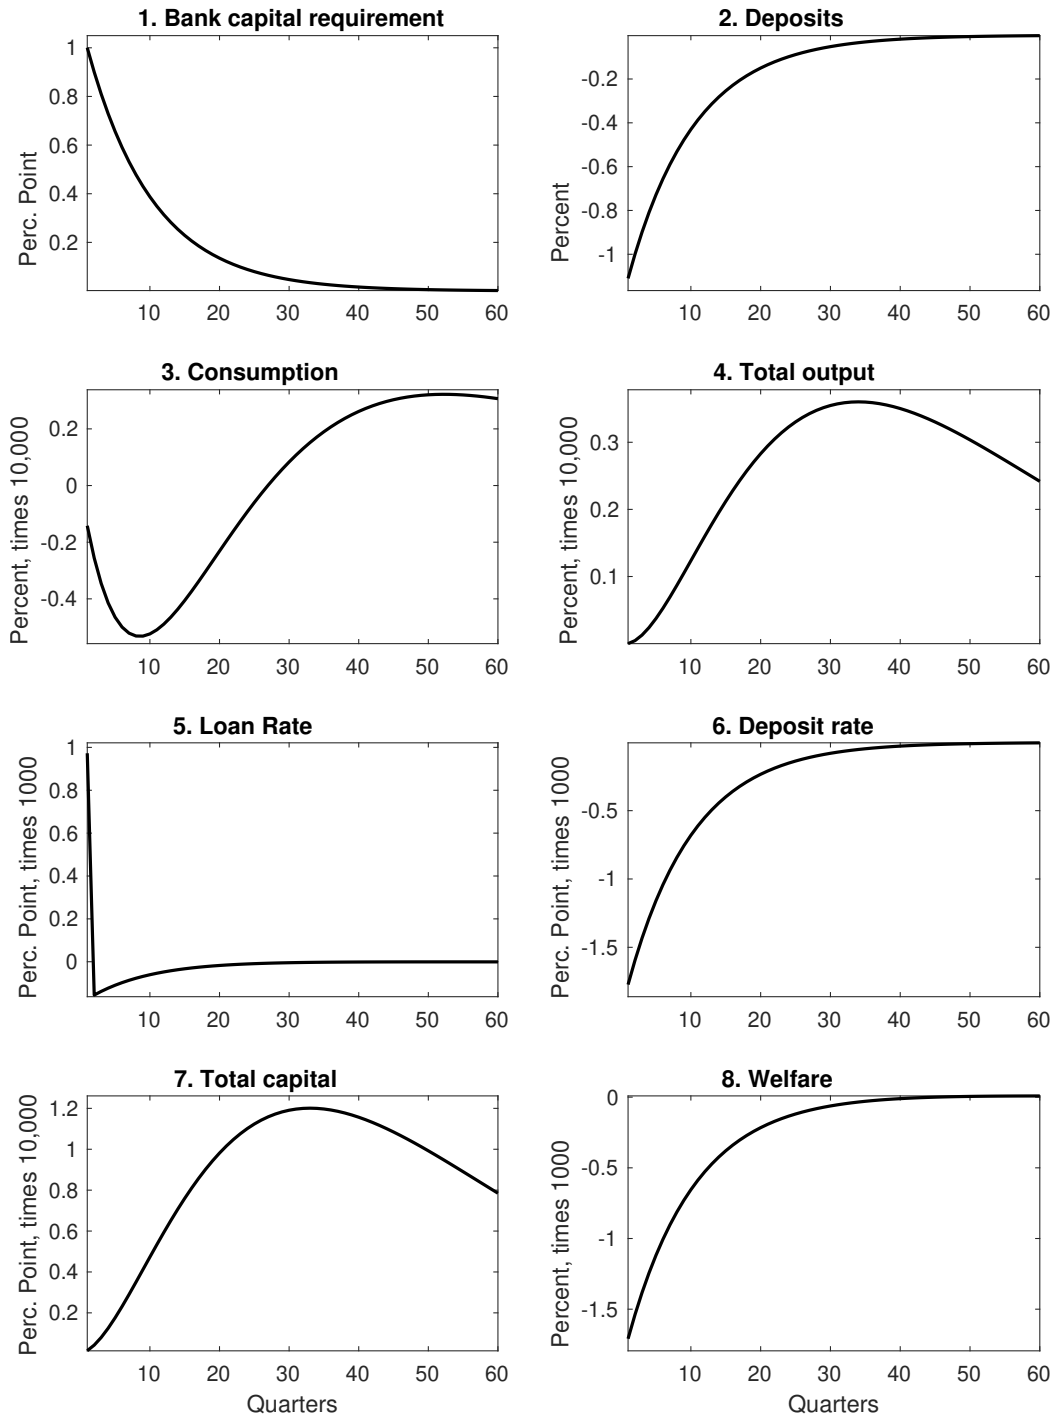 1. Bank capital requirement
Perc. Point
1
0.8
0.6
0.4
0.2
10 20 30 40 50 60
2. Deposits
Percent
-0.2
-0.4
-0.6
-0.8
-1
10 20 30 40 50 60
3. Consumption
Percent, times 10,000
0.2
0
-0.2
-0.4
10 20 30 40 50 60
4. Total output
Percent, times 10,000
0.3
0.2
0.1
10 20 30 40 50 60
5. Loan Rate
Perc. Point, times 1000
1
0.8
0.6
0.4
0.2
0
10 20 30 40 50 60
6. Deposit rate
Perc. Point, times 1000
-0.5
-1
-1.5
10 20 30 40 50 60
7. Total capital
Perc. Point, times 10,000
1.2
1
0.8
0.6
0.4
0.2
10 20 30 40 50 60
Quarters
8. Welfare
Percent, times 1000
0
-0.5
-1
-1.5
10 20 30 40 50 60
Quarters